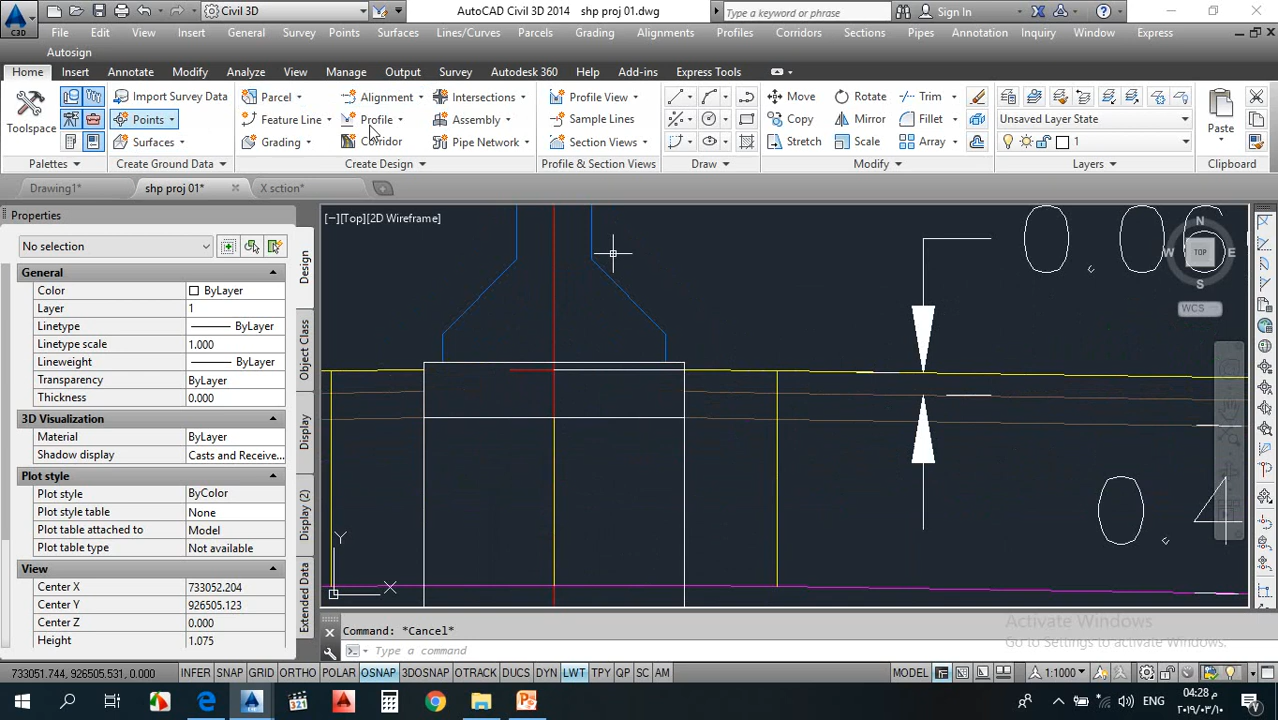 C3D
Civil 3D
AutoCAD Civil 3D 2014 shp proj 01.dwg
Type a keyword or phrase
Sign In
File Edit View Insert General Survey Points Surfaces Lines/Curves Parcels Grading Alignments Profiles Corridors Sections Pipes Annotation Inquiry Window Express
Autosign
Home Insert Annotate Modify Analyze View Manage Output Survey Autodesk 360 Help Add-ins Express Tools
Toolspace
Import Survey Data
Points
Surfaces
Parcel
Feature Line
Grading
Alignment
Profile
Corridor
Intersections
Assembly
Pipe Network
Profile View
Sample Lines
Section Views
Move
Copy
Stretch
Rotate
Mirror
Scale
Trim
Fillet
Array
Unsaved Layer State
1
Paste
Palettes
Create Ground Data
Create Design
Profile & Section Views
Draw
Modify
Layers
Clipboard
Drawing1*
shp proj 01*
X sction*
Properties
No selection
General
Color ByLayer
Layer 1
Linetype ByLayer
Linetype scale 1.000
Lineweight ByLayer
Transparency ByLayer
Thickness 0.000
3D Visualization
Material ByLayer
Shadow display Casts and Receive...
Plot style
Plot style ByColor
Plot style table None
Plot table attached to Model
Plot table type Not available
View
Center X 733052.204
Center Y 926505.123
Center Z 0.000
Height 1.075
Design
Object Class
Display
Display (2)
Extended Data
[−][Top][2D Wireframe]
N
W TOP E
S
WCS
Y
X
Activate Windows
Go to Settings to activate Windows.
Command: *Cancel*
Type a command
733051.744, 926505.531, 0.000 INFER SNAP GRID ORTHO POLAR OSNAP 3DOSNAP OTRACK DUCS DYN LWT TPY QP SC AM MODEL 1:1000
321
ENG
04:28 م
٢٠١٩/٠٣/١٠